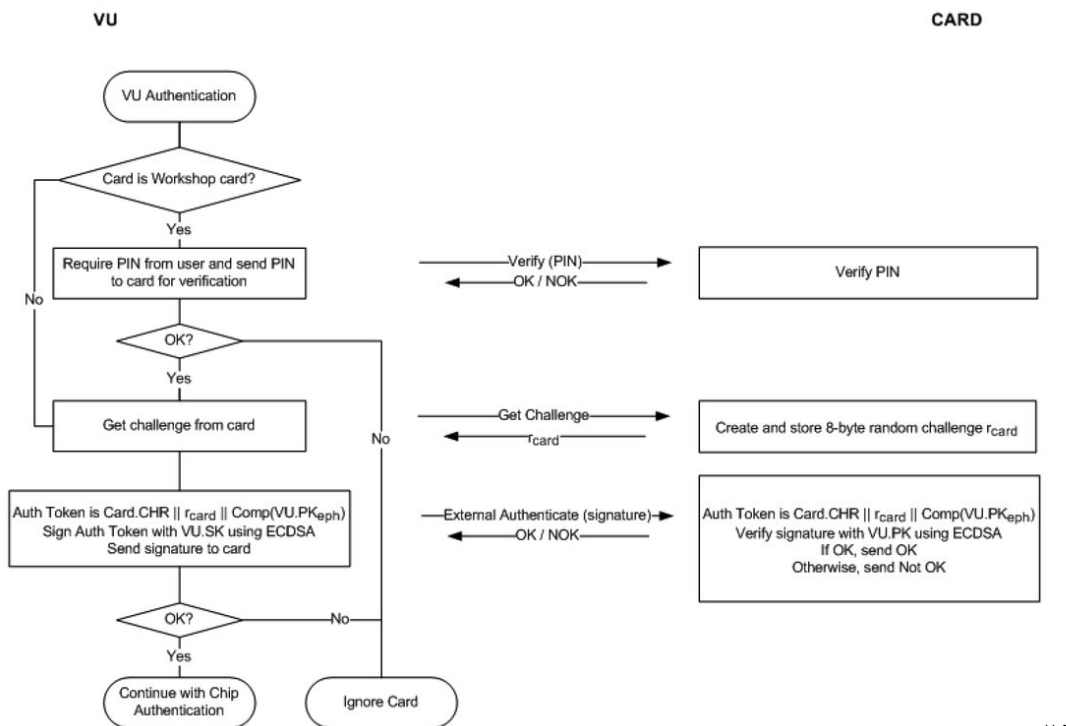 VU
CARD
VU Authentication
Card is Workshop card?
Yes
Require PIN from user and send PIN
to card for verification
Verify (PIN)
OK / NOK
Verify PIN
No
OK?
Yes
Get challenge from card
No
Get Challenge
rcard
Create and store 8-byte random challenge rcard
Auth Token is Card.CHR || rcard || Comp(VU.PKeph)
Sign Auth Token with VU.SK using ECDSA
Send signature to card
External Authenticate (signature)
OK / NOK
Auth Token is Card.CHR || rcard || Comp(VU.PKeph)
Verify signature with VU.PK using ECDSA
If OK, send OK
Otherwise, send Not OK
OK?
No
Yes
Continue with Chip
Authentication
Ignore Card